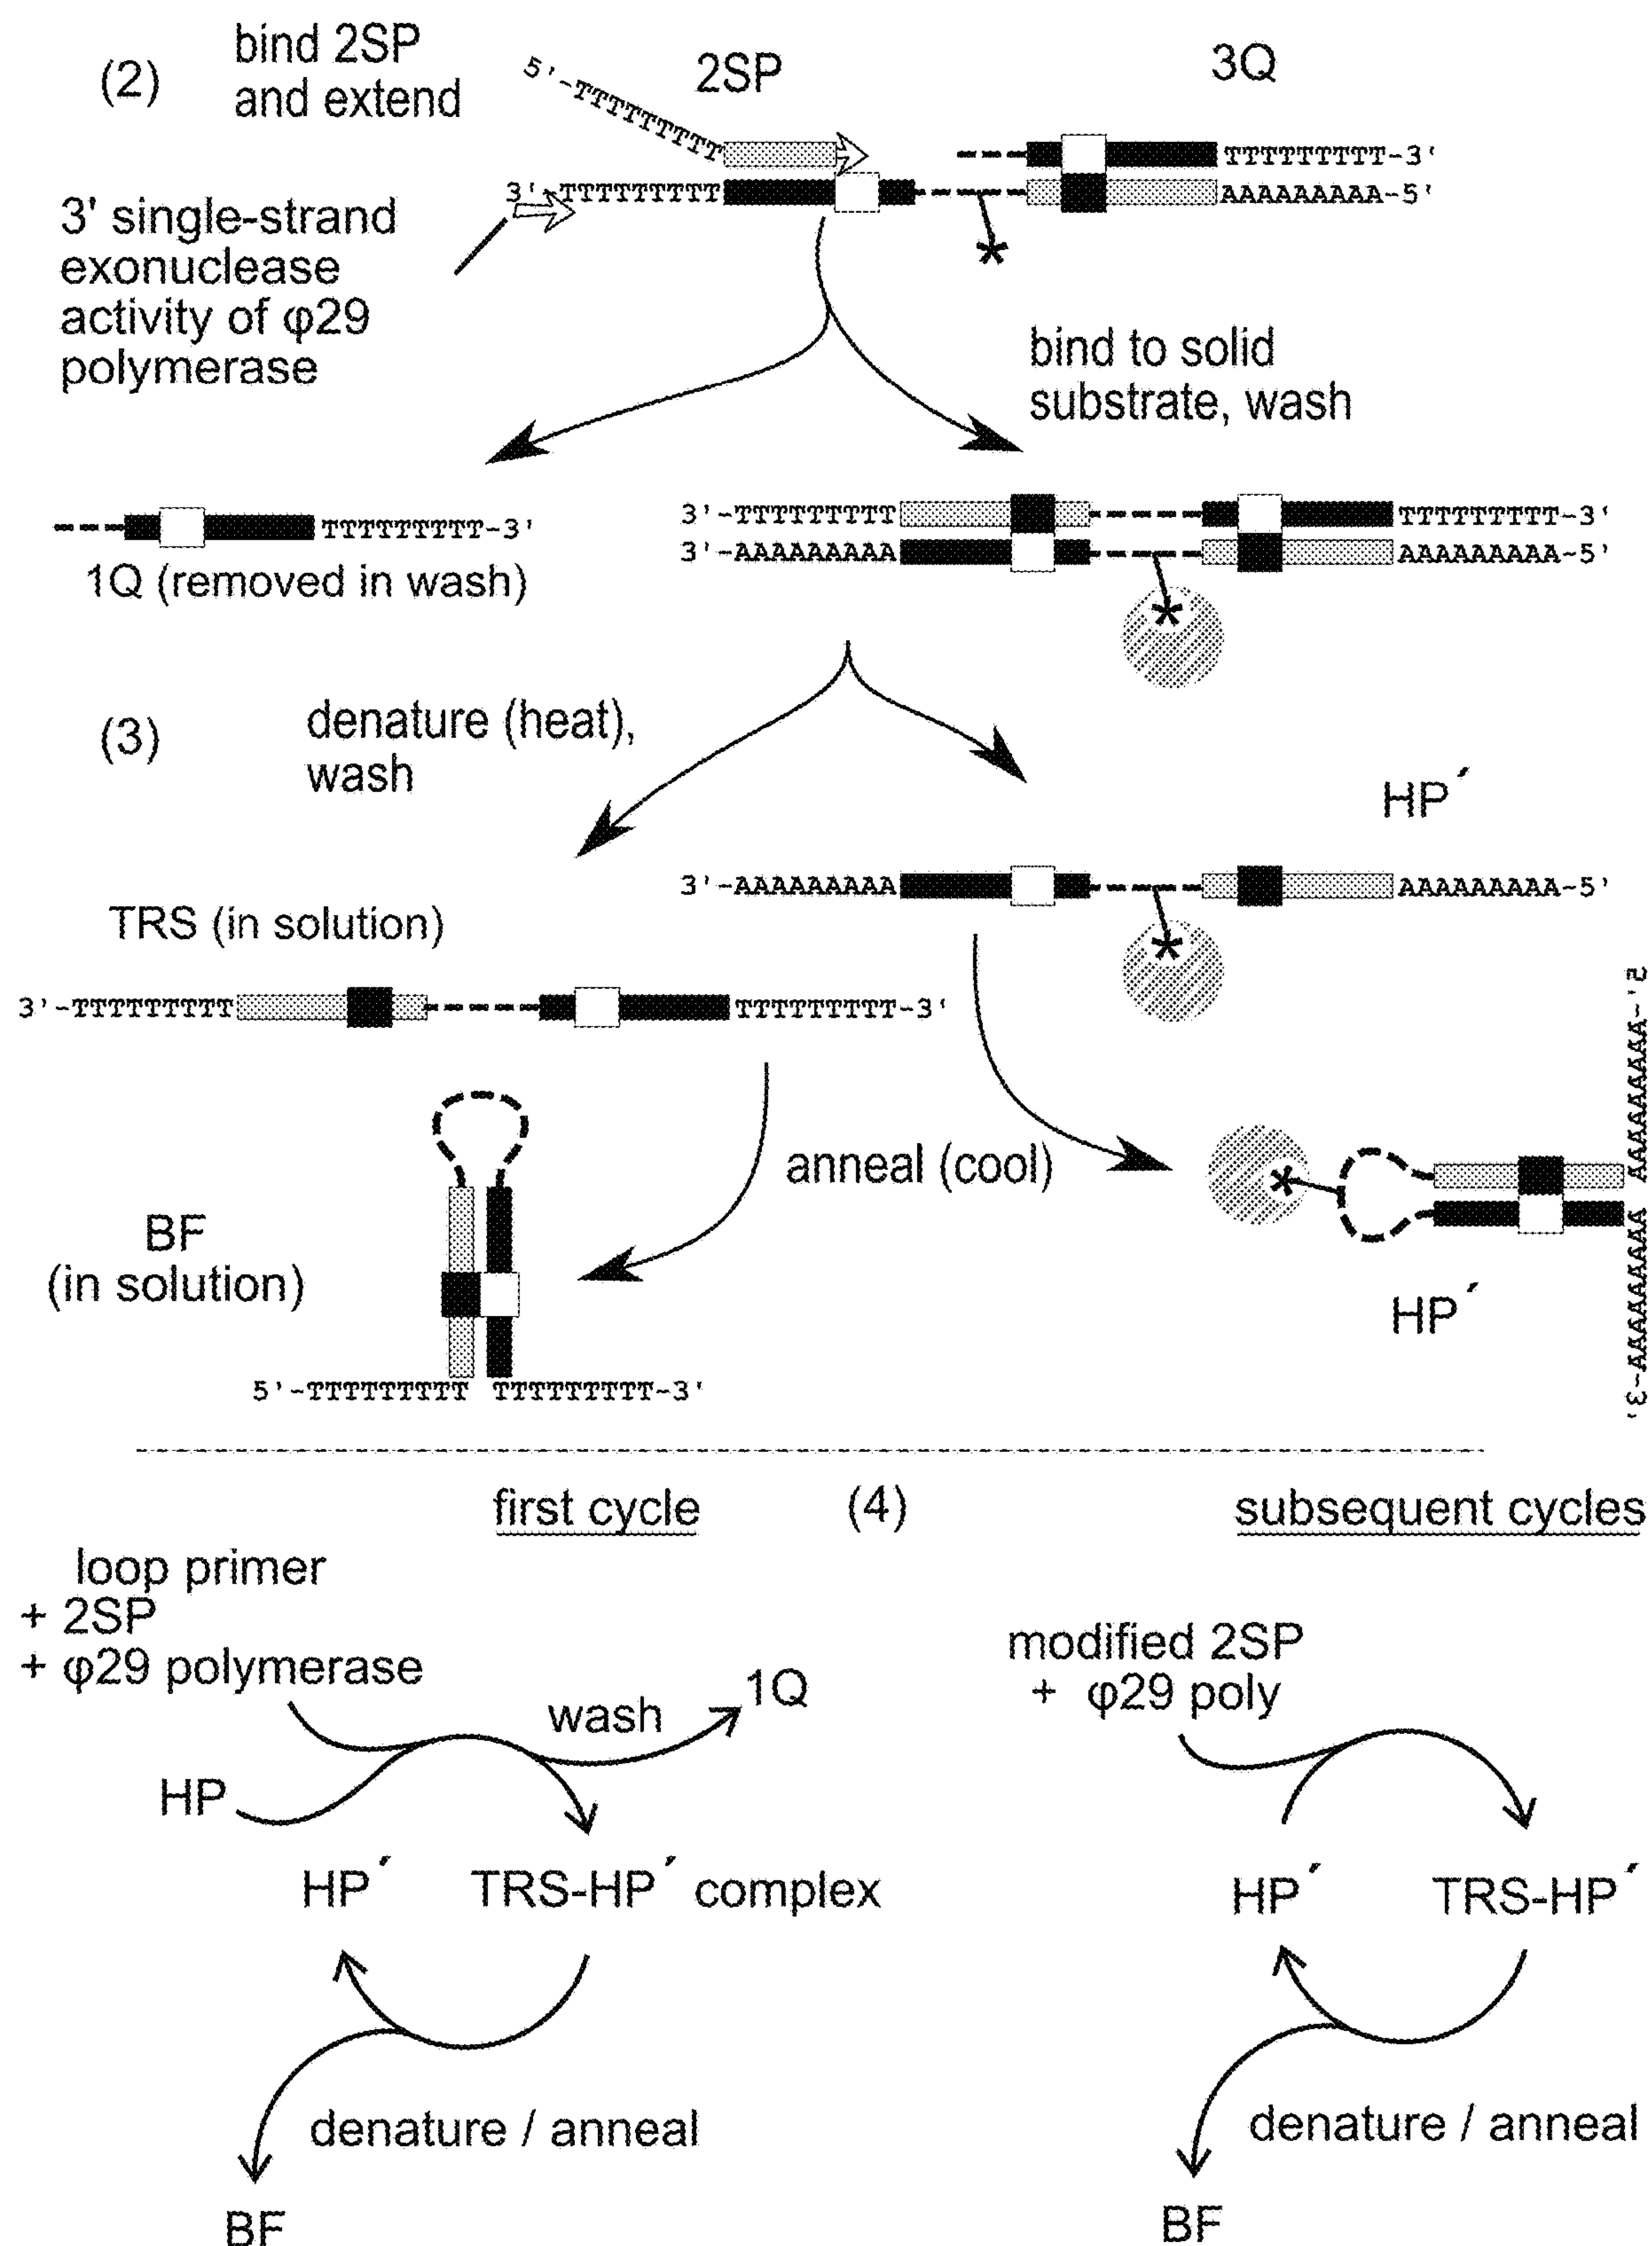 (2)
bind 2SP
and extend
5'-TTTTTTTTT
2SP
3Q
TTTTTTTTT-3'
3'-TTTTTTTTT
AAAAAAAAA-5'
*
3' single-strand
exonuclease
activity of φ29
polymerase
bind to solid
substrate, wash
TTTTTTTTT-3'
1Q (removed in wash)
3'-TTTTTTTTT
TTTTTTTTT-3'
3'-AAAAAAAAA
AAAAAAAAA-5'
*
(3)
denature (heat),
wash
HP´
3'-AAAAAAAAA
AAAAAAAAA-5'
*
TRS (in solution)
3'-TTTTTTTTT
TTTTTTTTT-3'
anneal (cool)
*
5'-AAAAAAAAA
3'-AAAAAAAAA
HP´
BF
(in solution)
5'-TTTTTTTTT TTTTTTTTT-3'
first cycle
(4)
subsequent cycles
loop primer
+ 2SP
+ φ29 polymerase
wash
1Q
HP
HP´
TRS-HP´ complex
denature / anneal
BF
modified 2SP
+ φ29 poly
HP´
TRS-HP´
denature / anneal
BF